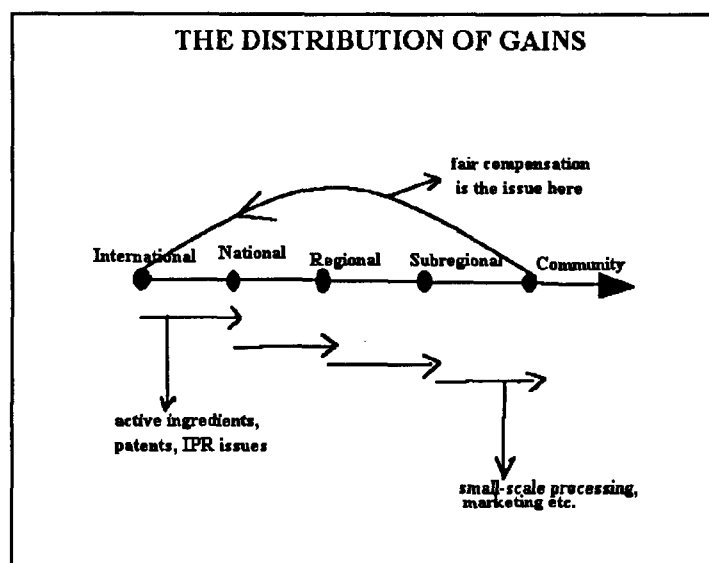 THE DISTRIBUTION OF GAINS
fair compensation
is the issue here
International National Regional Subregional Community
active ingredients,
patents, IPR issues
small-scale processing,
marketing etc.